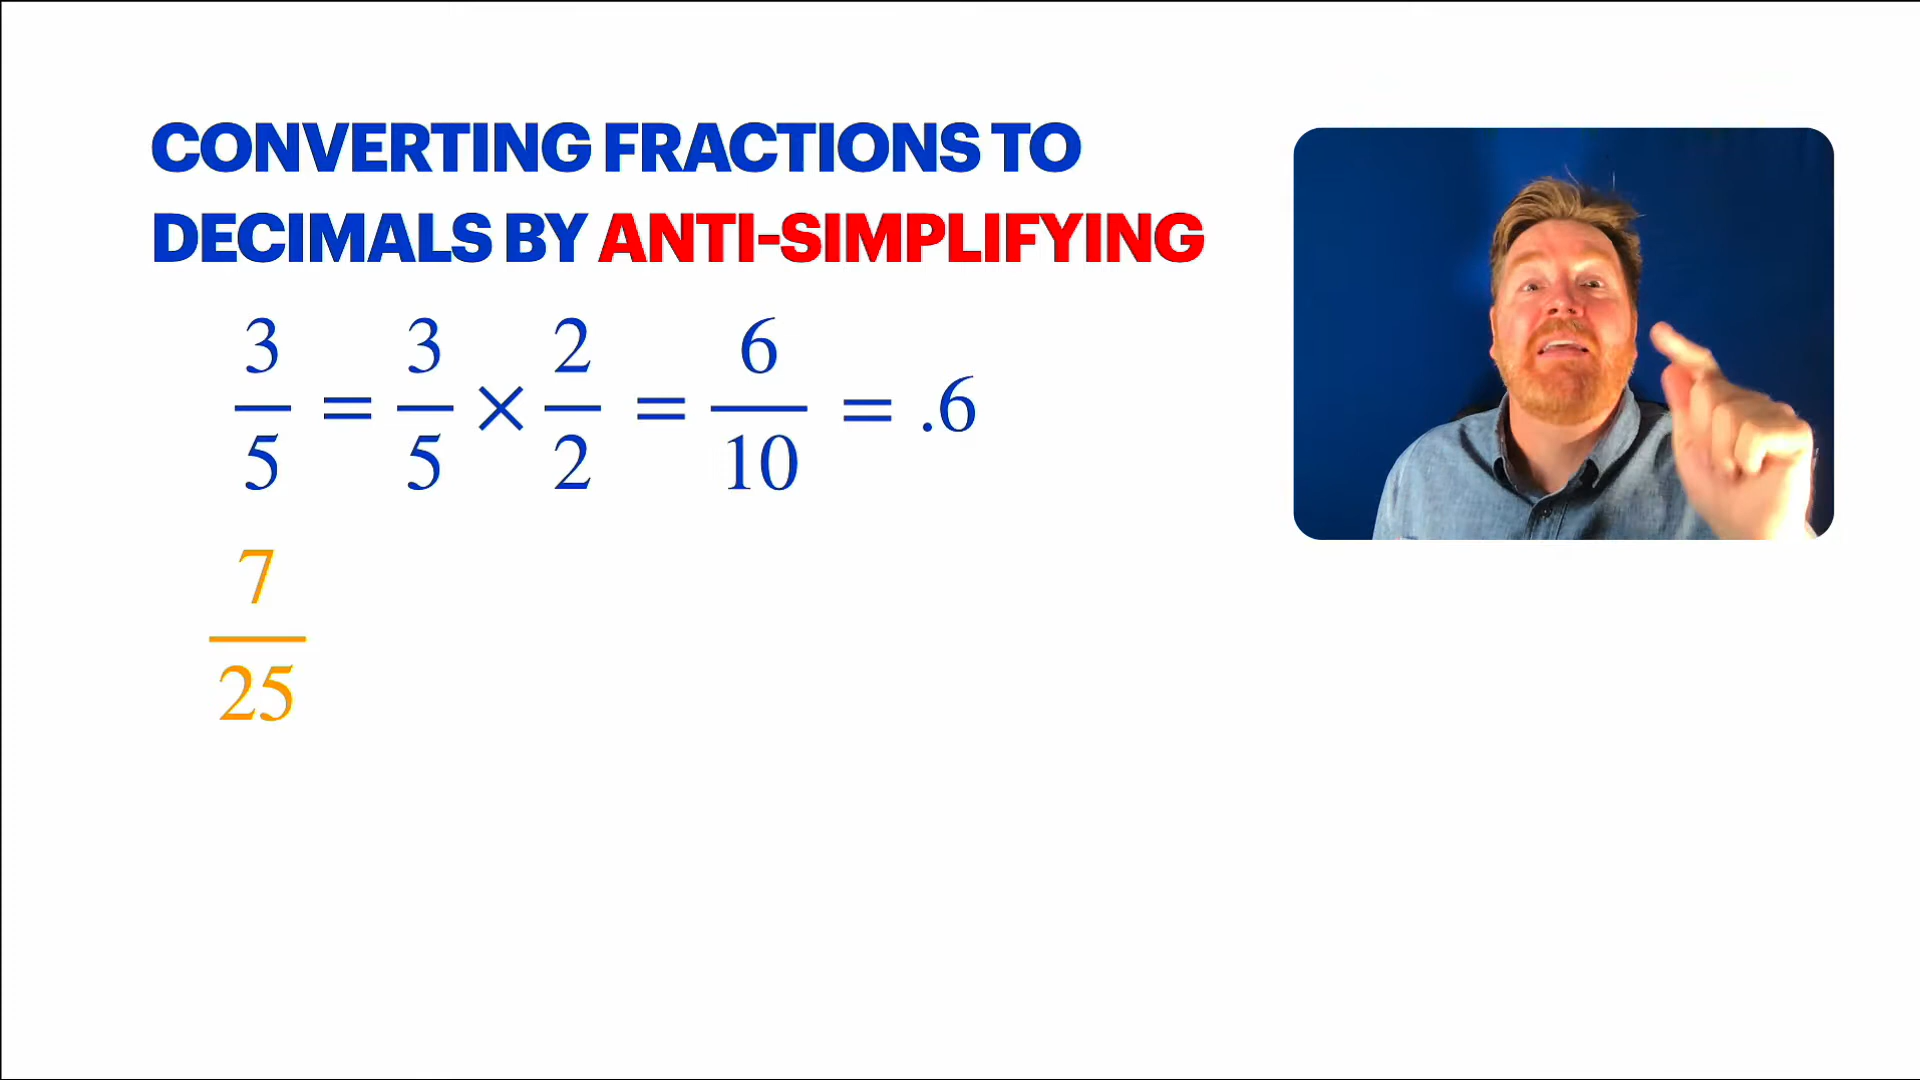 CONVERTING FRACTIONS TO
DECIMALS BY ANTI-SIMPLIFYING
3/5 = 3/5 × 2/2 = 6/10 = .6
7/25